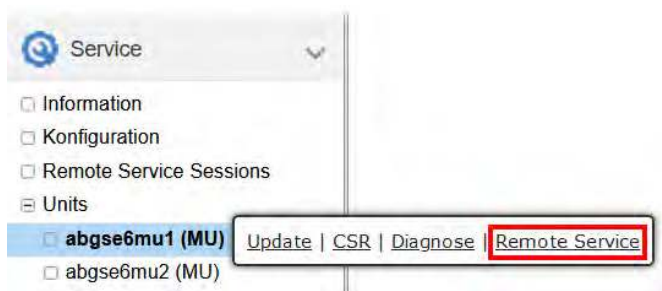 Service
Information
Konfiguration
Remote Service Sessions
Units
abgse6mu1 (MU) Update | CSR | Diagnose | Remote Service
abgse6mu2 (MU)